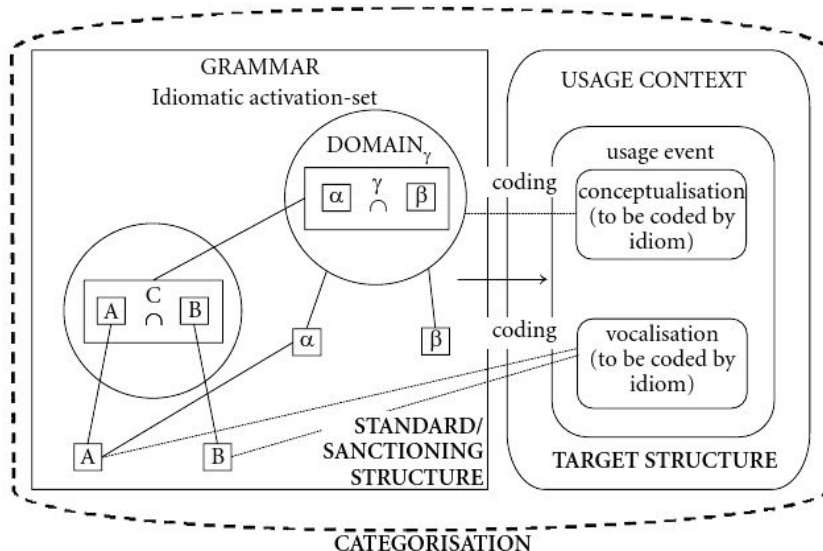 GRAMMAR
Idiomatic activation-set
DOMAINγ
α γ β
∩
C
A B
∩
α
β
A
B
STANDARD/
SANCTIONING
STRUCTURE
coding
coding
USAGE CONTEXT
usage event
conceptualisation
(to be coded by
idiom)
vocalisation
(to be coded by
idiom)
TARGET STRUCTURE
CATEGORISATION